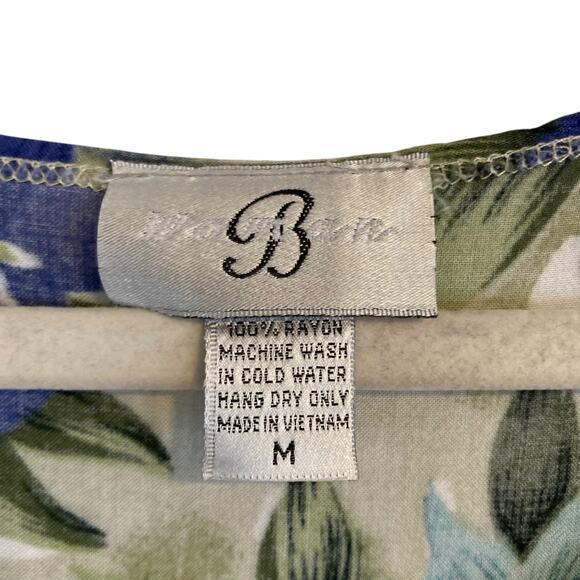 B
100% RAYON
MACHINE WASH
IN COLD WATER
HANG DRY ONLY
MADE IN VIETNAM
M